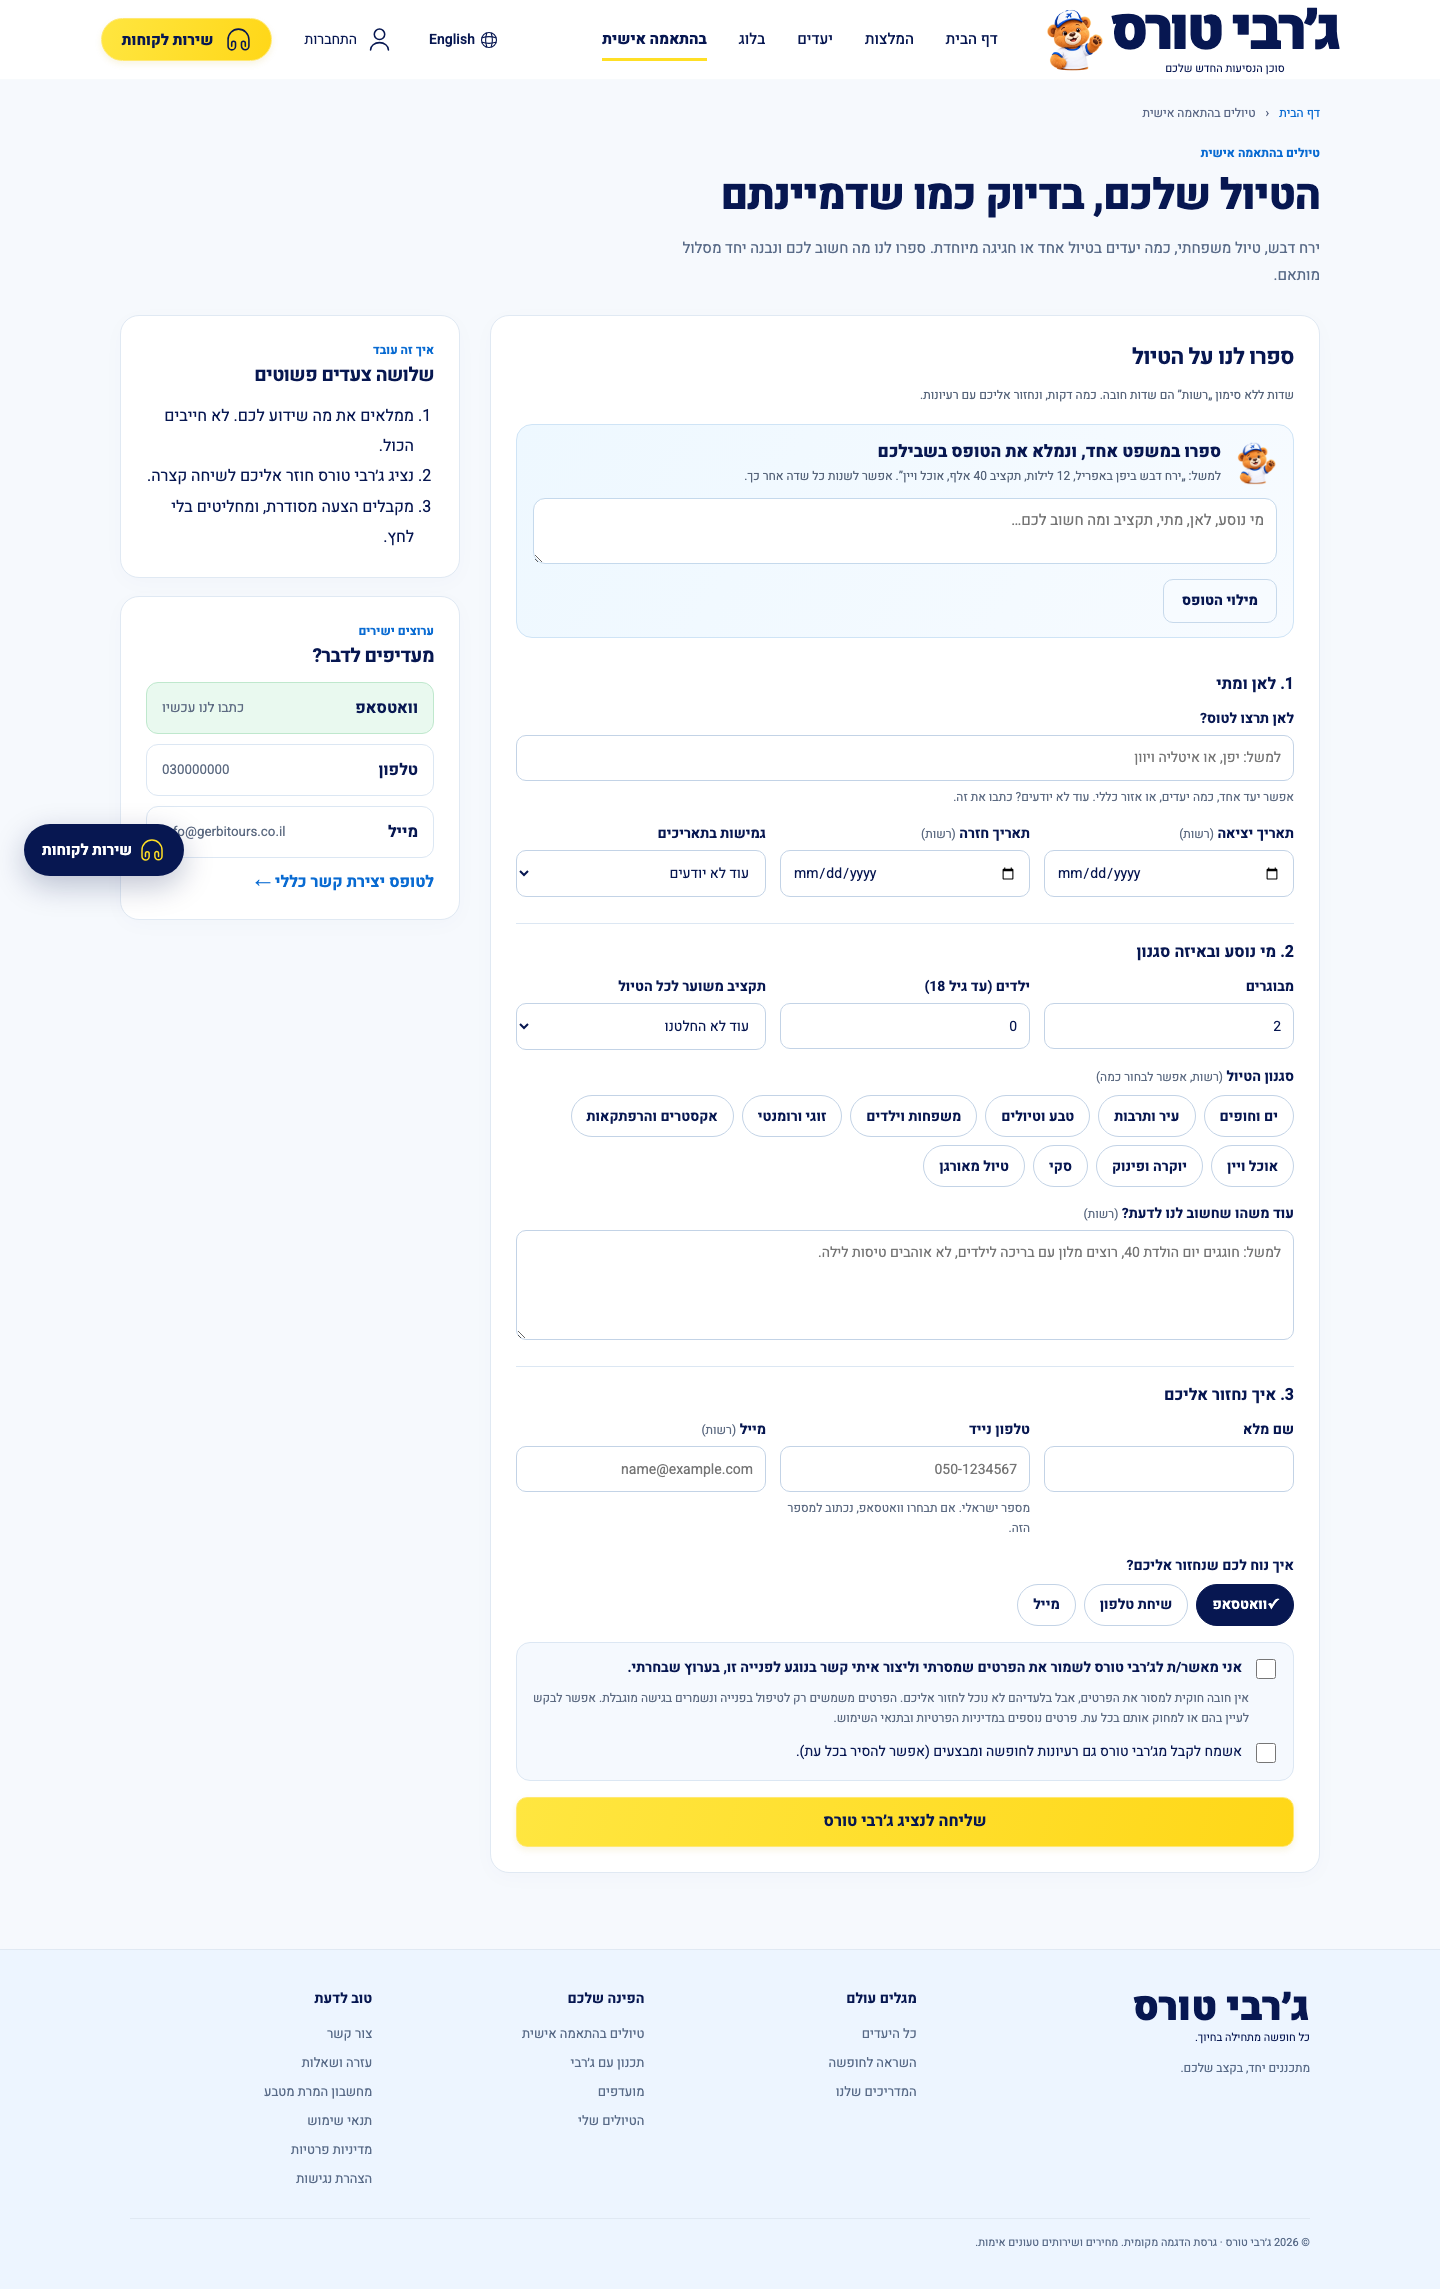 ג׳רבי טורס
סוכן הנסיעות החדש שלכם
דף הבית
המלצות
יעדים
בלוג
בהתאמה אישית
English
התחברות
שירות לקוחות
דף הבית ‹ טיולים בהתאמה אישית
טיולים בהתאמה אישית
הטיול שלכם, בדיוק כמו שדמיינתם
ירח דבש, טיול משפחתי, כמה יעדים בטיול אחד או חגיגה מיוחדת. ספרו לנו מה חשוב לכם ונבנה יחד מסלול
מותאם.
ספרו לנו על הטיול
שדות ללא סימון „רשות” הם שדות חובה. כמה דקות, ונחזור אליכם עם רעיונות.
ספרו במשפט אחד, ונמלא את הטופס בשבילכם
למשל: „ירח דבש ביפן באפריל, 12 לילות, תקציב 40 אלף, אוכל ויין”. אפשר לשנות כל שדה אחר כך.
מי נוסע, לאן, מתי, תקציב ומה חשוב לכם...
מילוי הטופס
1. לאן ומתי
לאן תרצו לטוס?
למשל: יפן, או איטליה ויוון
אפשר יעד אחד, כמה יעדים, או אזור כללי. עוד לא יודעים? כתבו את זה.
תאריך יציאה (רשות)
תאריך חזרה (רשות)
גמישות בתאריכים
mm/dd/yyyy
mm/dd/yyyy
עוד לא יודעים
2. מי נוסע ובאיזה סגנון
מבוגרים
ילדים (עד גיל 18)
תקציב משוער לכל הטיול
2
0
עוד לא החלטנו
סגנון הטיול (רשות, אפשר לבחור כמה)
ים וחופים
עיר ותרבות
טבע וטיולים
משפחות וילדים
זוגי ורומנטי
אקסטרים והרפתקאות
אוכל ויין
יוקרה ופינוק
סקי
טיול מאורגן
עוד משהו שחשוב לנו לדעת? (רשות)
למשל: חוגגים יום הולדת 40, רוצים מלון עם בריכה לילדים, לא אוהבים טיסות לילה.
3. איך נחזור אליכם
שם מלא
טלפון נייד
מייל (רשות)
050-1234567
name@example.com
מספר ישראלי. אם תבחרו וואטסאפ, נכתוב למספר
הזה.
איך נוח לכם שנחזור אליכם?
✓וואטסאפ
שיחת טלפון
מייל
אני מאשר/ת לג׳רבי טורס לשמור את הפרטים שמסרתי וליצור איתי קשר בנוגע לפנייה זו, בערוץ שבחרתי.
אין חובה חוקית למסור את הפרטים, אבל בלעדיהם לא נוכל לחזור אליכם. הפרטים משמשים רק לטיפול בפנייה ונשמרים בגישה מוגבלת. אפשר לבקש
לעיין בהם או למחוק אותם בכל עת. פרטים נוספים במדיניות הפרטיות ובתנאי השימוש.
אשמח לקבל מג׳רבי טורס גם רעיונות לחופשה ומבצעים (אפשר להסיר בכל עת).
שליחה לנציג ג׳רבי טורס
איך זה עובד
שלושה צעדים פשוטים
1. ממלאים את מה שידוע לכם. לא חייבים
הכול.
2. נציג ג׳רבי טורס חוזר אליכם לשיחה קצרה.
3. מקבלים הצעה מסודרת, ומחליטים בלי
לחץ.
ערוצים ישירים
מעדיפים לדבר?
וואטסאפ
כתבו לנו עכשיו
טלפון
030000000
מייל
fo@gerbitours.co.il
שירות לקוחות
לטופס יצירת קשר כללי ←
ג׳רבי טורס
כל חופשה מתחילה בחיוך.
מתכננים יחד, בקצב שלכם.
מגלים עולם
כל היעדים
השראה לחופשה
המדריכים שלנו
הפינה שלכם
טיולים בהתאמה אישית
תכנון עם ג׳רבי
מועדפים
הטיולים שלי
טוב לדעת
צור קשר
עזרה ושאלות
מחשבון המרת מטבע
תנאי שימוש
מדיניות פרטיות
הצהרת נגישות
© 2026 ג׳רבי טורס · גרסת הדגמה מקומית. מחירים ושירותים טעונים אימות.